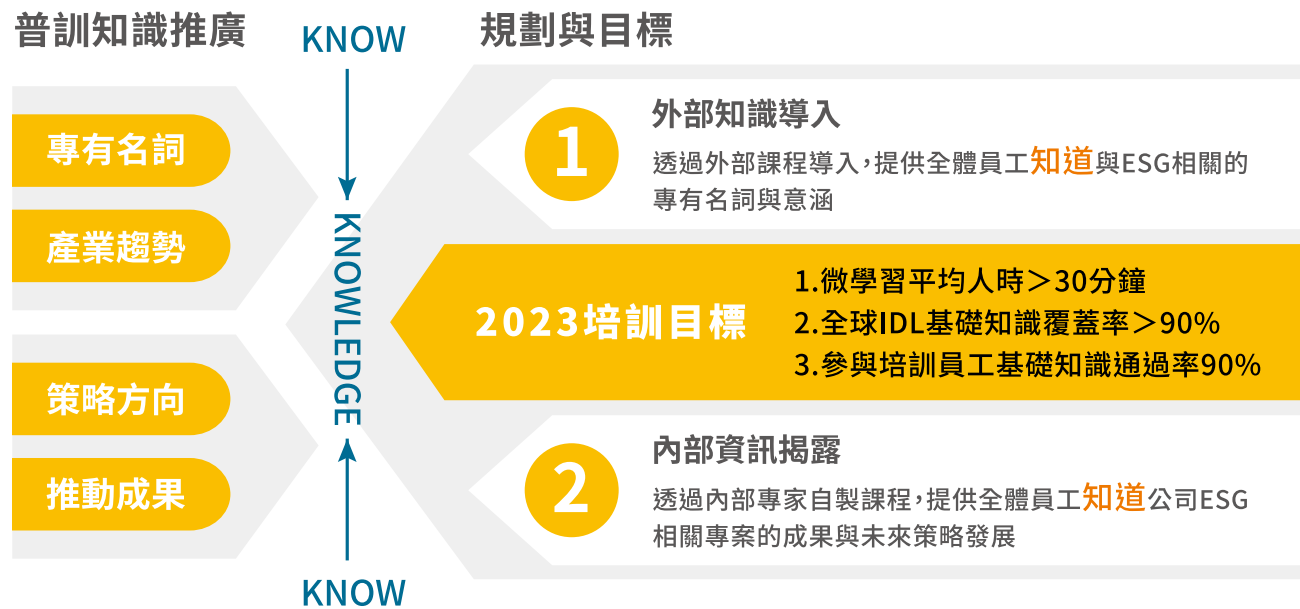 普訓知識推廣
KNOW
規劃與目標
專有名詞
產業趨勢
策略方向
推動成果
KNOWLEDGE
KNOW
1
外部知識導入
透過外部課程導入,提供全體員工知道與ESG相關的
專有名詞與意涵
2023培訓目標
1.微學習平均人時＞30分鐘
2.全球IDL基礎知識覆蓋率＞90%
3.參與培訓員工基礎知識通過率90%
2
內部資訊揭露
透過內部專家自製課程,提供全體員工知道公司ESG
相關專案的成果與未來策略發展